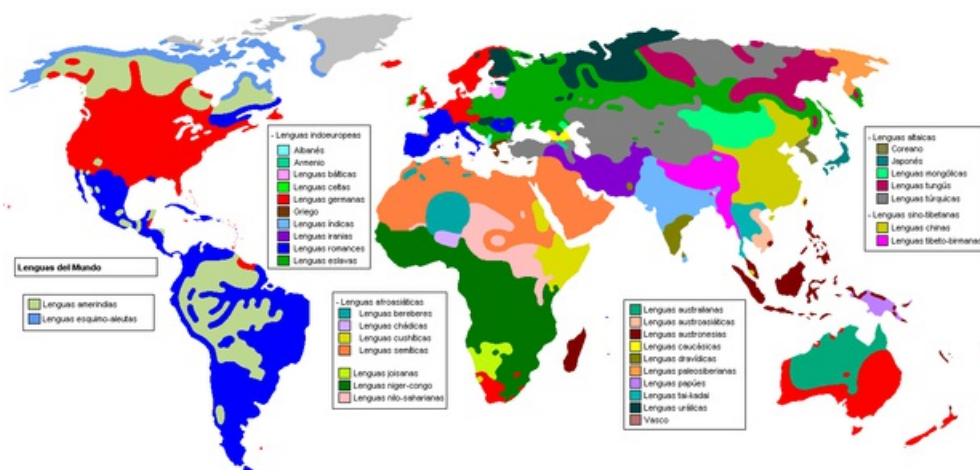 - Lenguas indoeuropeas
Albanés
Armenio
Lenguas bálticas
Lenguas celtas
Lenguas germanas
Griego
Lenguas índicas
Lenguas iranias
Lenguas romances
Lenguas eslavas
Lenguas del Mundo
Lenguas ameríndias
Lenguas esquimo-aleutas
- Lenguas afroasiáticas
Lenguas bereberes
Lenguas chádicas
Lenguas cushíticas
Lenguas semíticas
Lenguas joisanas
Lenguas niger-congo
Lenguas nilo-saharianas
Lenguas australianas
Lenguas austroasiáticas
Lenguas austronesias
Lenguas caucásicas
Lenguas dravídicas
Lenguas paleosiberianas
Lenguas papúes
Lenguas tai-kadai
Lenguas urálicas
Vasco
- Lenguas altaicas
Coreano
Japonés
Lenguas mongólicas
Lenguas tungús
Lenguas túrquicas
- Lenguas sino-tibetanas
Lenguas chinas
Lenguas tibeto-birmanas